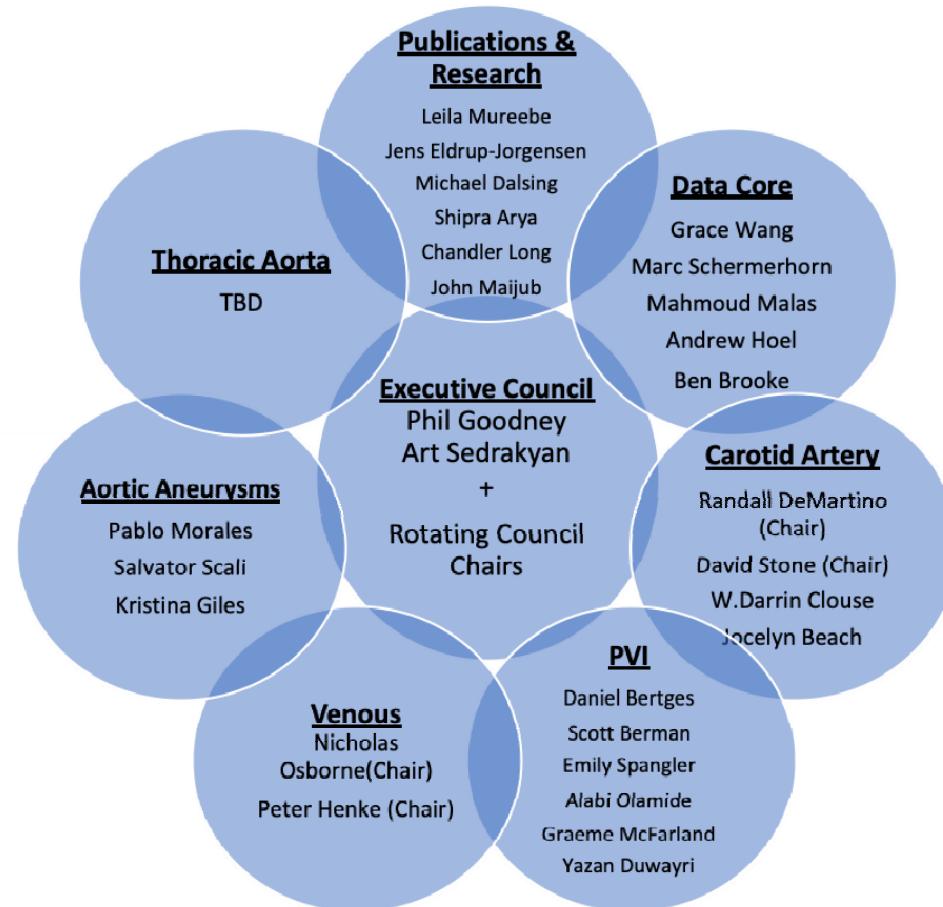 Publications &
Research
Leila Mureebe
Jens Eldrup-Jorgensen
Michael Dalsing
Shipra Arya
Chandler Long
John Maijub
Data Core
Grace Wang
Marc Schermerhorn
Mahmoud Malas
Andrew Hoel
Ben Brooke
Thoracic Aorta
TBD
Executive Council
Phil Goodney
Art Sedrakyan
+
Rotating Council
Chairs
Carotid Artery
Randall DeMartino
(Chair)
David Stone (Chair)
W.Darrin Clouse
Jocelyn Beach
Aortic Aneurysms
Pablo Morales
Salvator Scali
Kristina Giles
PVI
Daniel Bertges
Scott Berman
Emily Spangler
Alabi Olamide
Graeme McFarland
Yazan Duwayri
Venous
Nicholas
Osborne(Chair)
Peter Henke (Chair)